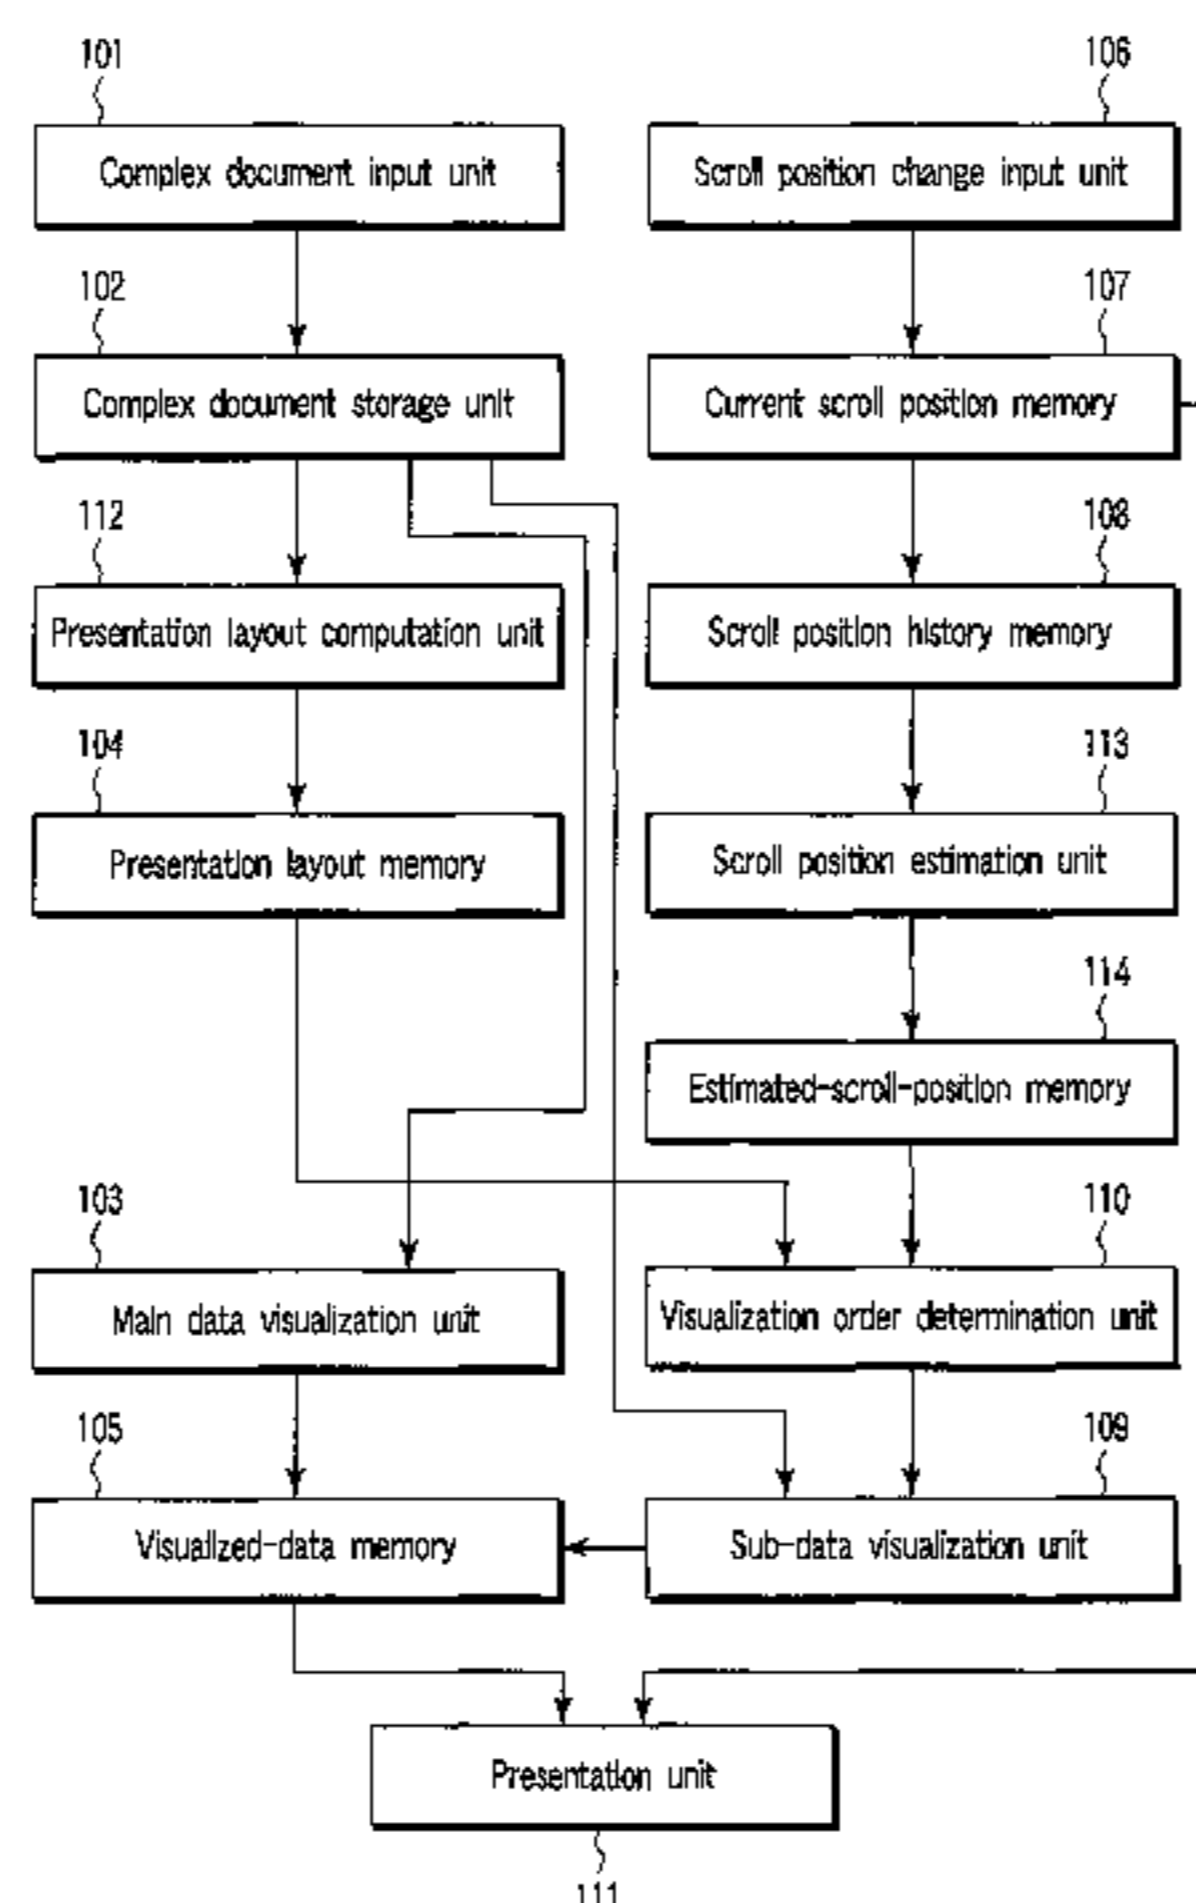 101
106
Complex document input unit
Scroll position change input unit
102
107
Complex document storage unit
Current scroll position memory
112
108
Presentation layout computation unit
Scroll position history memory
104
113
Presentation layout memory
Scroll position estimation unit
114
Estimated-scroll-position memory
103
110
Main data visualization unit
Visualization order determination unit
105
109
Visualized-data memory
Sub-data visualization unit
Presentation unit
111